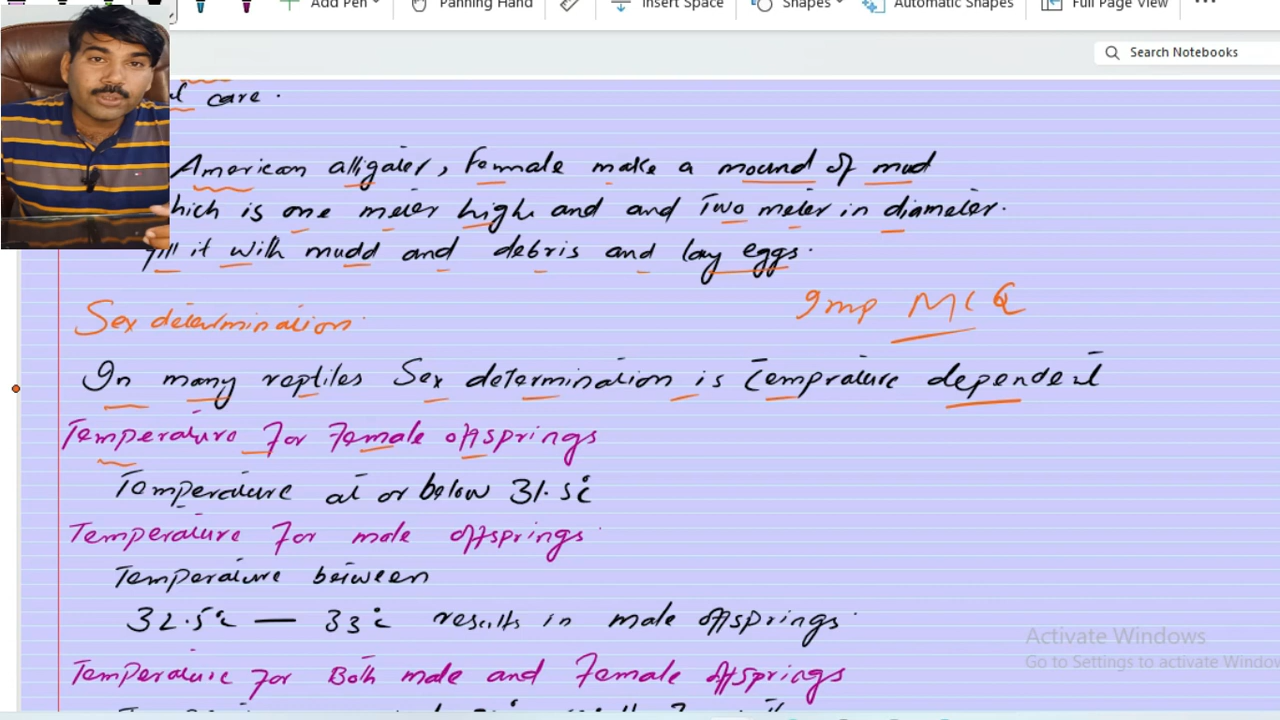 Add Pen Panning Hand Insert Space Shapes Automatic Shapes Full Page View
Search Notebooks
care.
American alligater, Female make a mound of mud
hich is one meter high and and Two meter in diameter.
fill it with mudd and debris and lay eggs.
Imp MCQ
Sex determination
In many reptiles Sex determination is Temprature dependent
Temperature For Female offsprings
Temperature at or below 31.5°c
Temperature For male offsprings
Temperature between
32.5°c — 33°c results in male offsprings
Activate Windows
Go to Settings to activate Window
Temperature for Both male and Female offsprings